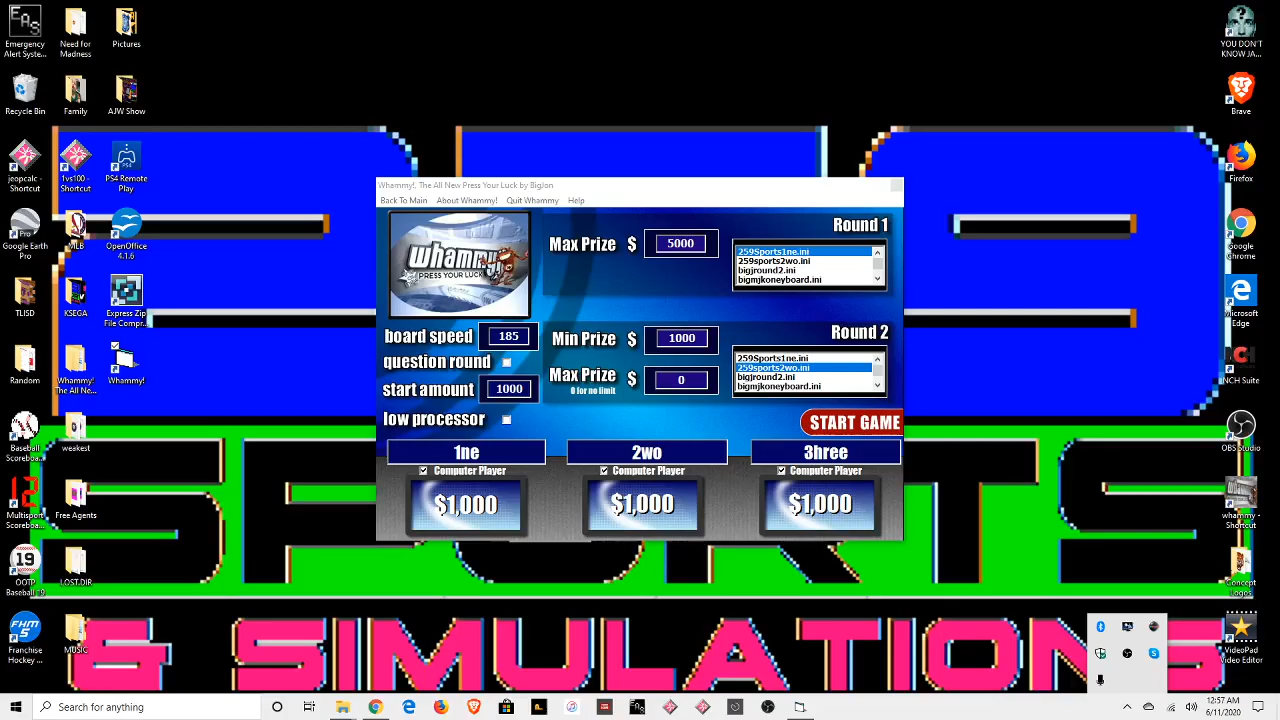 Emergency
Alert Syste...
Need for
Madness
Pictures
YOU DON'T
KNOW JA...
Recycle Bin
Family
AJW Show
Brave
jeopcalc -
Shortcut
1vs100 -
Shortcut
PS4 Remote
Play
Firefox
Whammy!, The All New Press Your Luck by BigJon
Back To Main
About Whammy!
Quit Whammy
Help
Google Earth
Pro
MLB
OpenOffice
4.1.6
Google
Chrome
whammy!
PRESS YOUR LUCK
Max Prize $ 5000
Round 1
259Sports1ne.ini
259sports2wo.ini
bigjround2.ini
bigmjkoneyboard.ini
TLISD
KSEGA
Express Zip
File Compr...
Microsoft
Edge
board speed 185
Min Prize $ 1000
Round 2
question round
259Sports1ne.ini
259sports2wo.ini
bigjround2.ini
bigmjkoneyboard.ini
Max Prize $ 0
0 for no limit
start amount 1000
Random
Whammy!
The All Ne...
Whammy!
NCH Suite
low processor
START GAME
Baseball
Scoreboa...
weakest
OBS Studio
1ne
2wo
3hree
Computer Player
Computer Player
Computer Player
$1,000
$1,000
$1,000
12
Multisport
Scoreboa...
Free Agents
whammy -
Shortcut
SPORTS
19
OOTP
Baseball 19
LOST.DIR
Concept
Logos
FHM
5
Franchise
Hockey ...
MUSIC
VideoPad
Video Editor
& SIMULATIONS
Search for anything
12:57 AM
6/11/2020